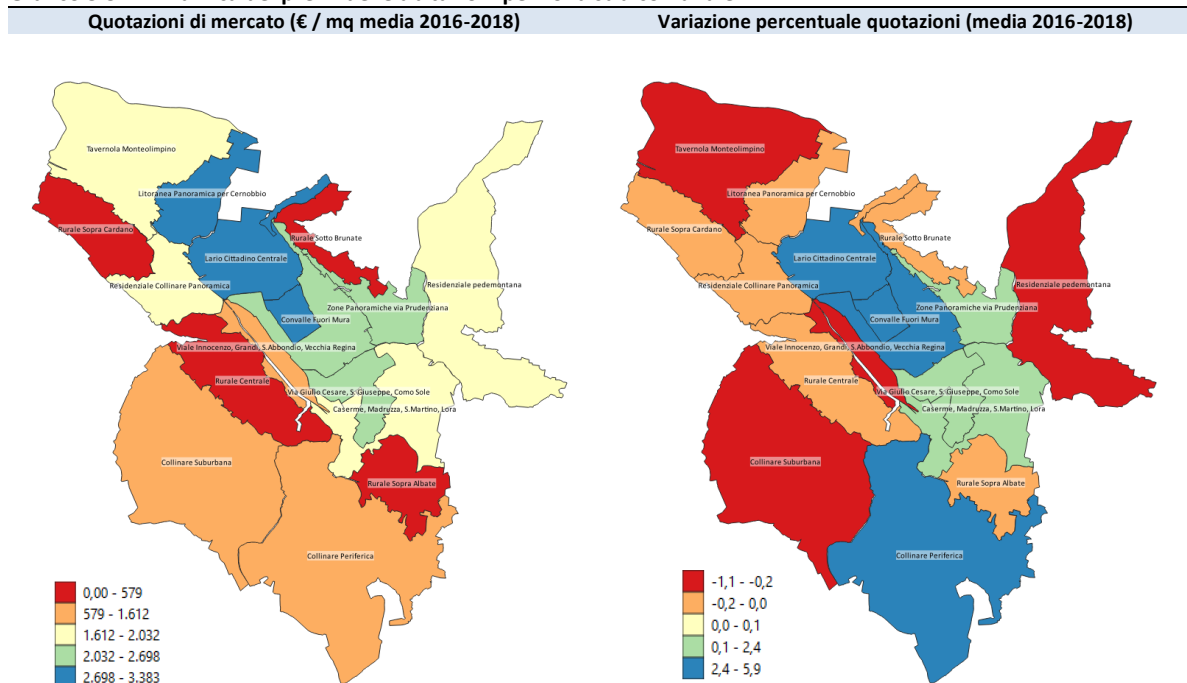 Quotazioni di mercato (€ / mq media 2016-2018)
Variazione percentuale quotazioni (media 2016-2018)
Tavernola Monteolimpino
Litoranea Panoramica per Cernobbio
Rurale Sopra Cardano
Rurale Sotto Brunate
Lario Cittadino Centrale
Residenziale Collinare Panoramica
Residenziale pedemontana
Zone Panoramiche via Prudenziana
Convalle Fuori Mura
Viale Innocenzo, Grandi, S.Abbondio, Vecchia Regina
Rurale Centrale
Via Giulio Cesare, S.Giuseppe, Como Sole
Caserme, Madruzza, S.Martino, Lora
Collinare Suburbana
Rurale Sopra Albate
Collinare Periferica
0,00 - 579
579 - 1.612
1.612 - 2.032
2.032 - 2.698
2.698 - 3.383
Tavernola Monteolimpino
Litoranea Panoramica per Cernobbio
Rurale Sopra Cardano
Rurale Sotto Brunate
Lario Cittadino Centrale
Residenziale Collinare Panoramica
Residenziale pedemontana
Zone Panoramiche via Prudenziana
Convalle Fuori Mura
Viale Innocenzo, Grandi, S.Abbondio, Vecchia Regina
Rurale Centrale
Via Giulio Cesare, S.Giuseppe, Como Sole
Caserme, Madruzza, S.Martino, Lora
Collinare Suburbana
Rurale Sopra Albate
Collinare Periferica
-1,1 - -0,2
-0,2 - 0,0
0,0 - 0,1
0,1 - 2,4
2,4 - 5,9